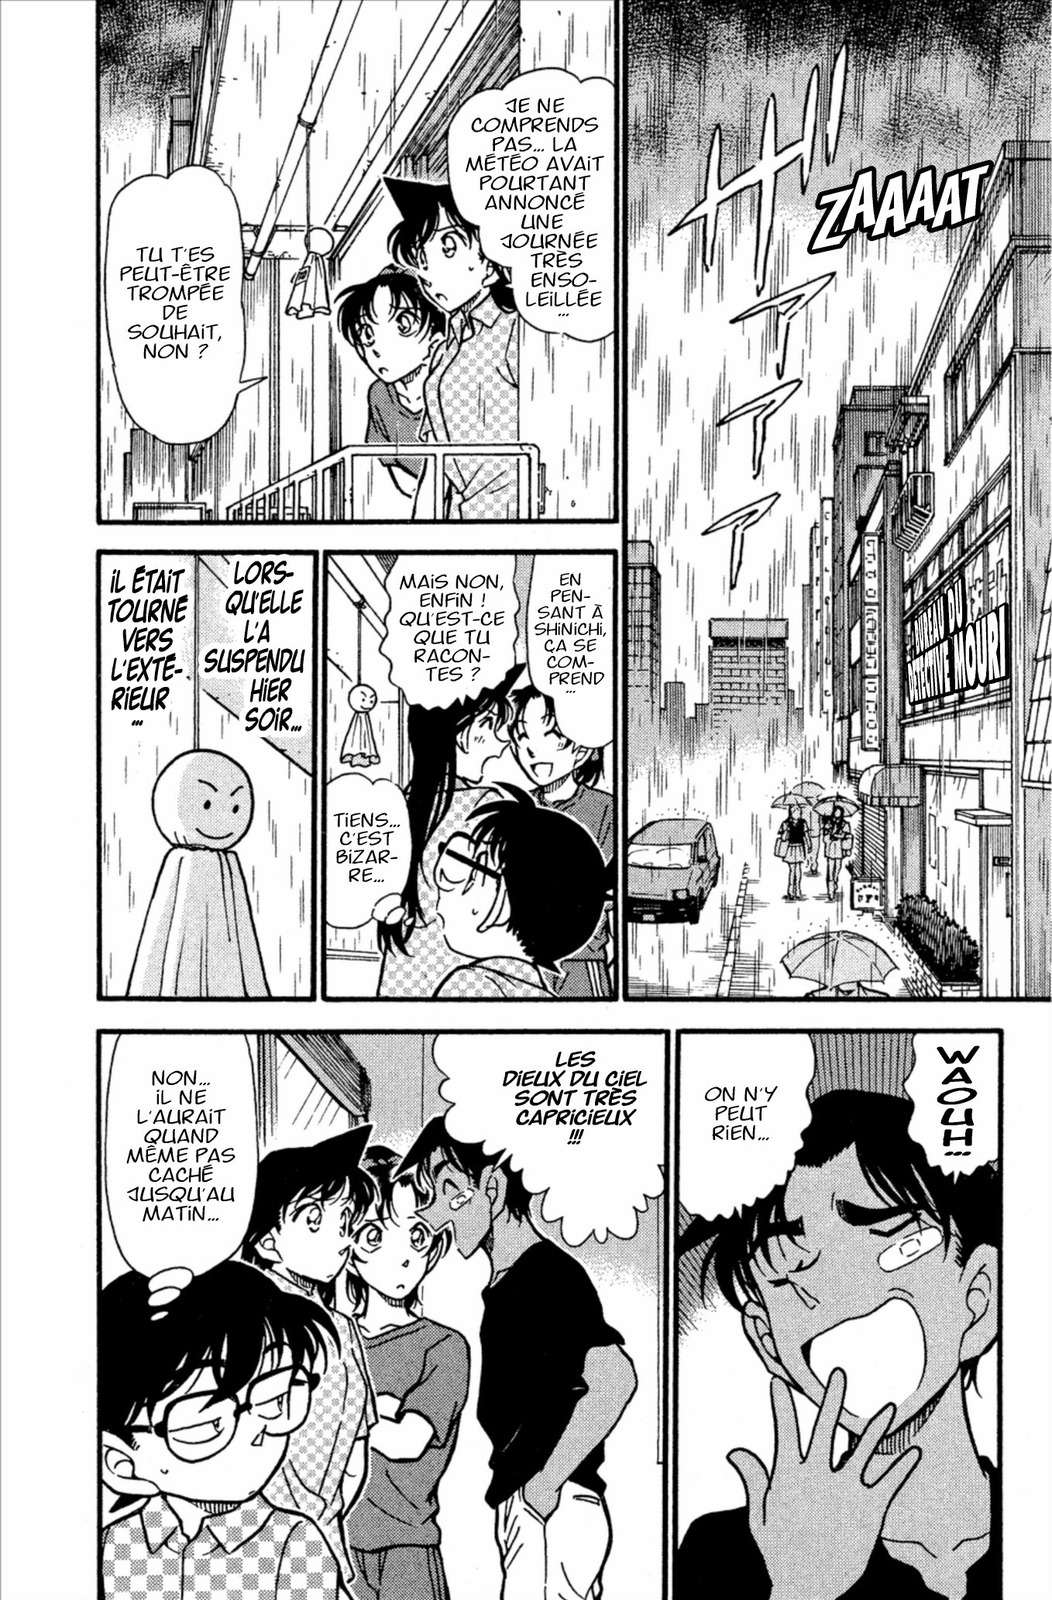 ZAAAAT
BUREAU DU
DÉTECTIVE MOURI
JE NE
COMPRENDS
PAS... LA
MÉTÉO AVAIT
POURTANT
ANNONCÉ
UNE
JOURNÉE
TRÈS
ENSO-
LEILLÉE
...
TU T'ES
PEUT-ÊTRE
TROMPÉE
DE
SOUHAIT,
NON ?
EN
PEN-
SANT À
SHINICHI,
ÇA SE
COM-
PREND
...
MAIS NON,
ENFIN !
QU'EST-CE
QUE TU
RACON-
TES ?
TIENS...
C'EST
BIZAR-
RE...
LORS-
QU'ELLE
L'A
SUSPENDU
HIER
SOIR...
IL ÉTAIT
TOURNÉ
VERS
L'EXTÉ-
RIEUR
...
WAOUH...
ON N'Y
PEUT
RIEN...
LES
DIEUX DU CIEL
SONT TRÈS
CAPRICIEUX
!!!
NON...
IL NE
L'AURAIT
QUAND
MÊME PAS
CACHÉ
JUSQU'AU
MATIN...